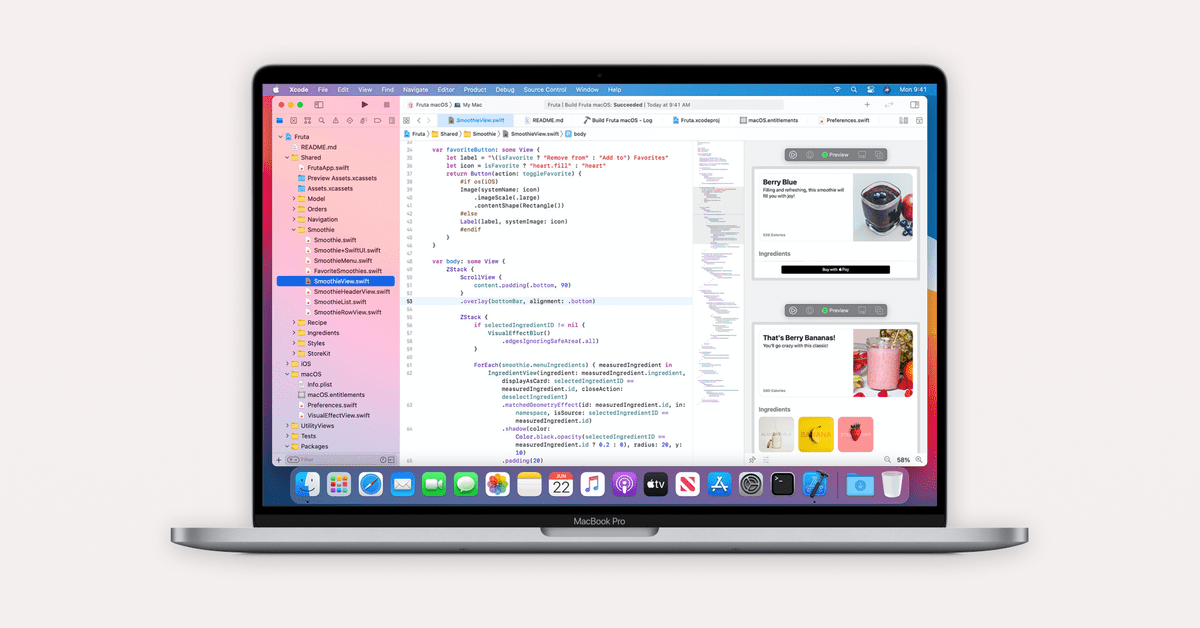 Xcode File Edit View Find Navigate Editor Product Debug Source Control Window Help
Mon 9:41
Fruta macOS
My Mac
Fruta | Build Fruta macOS: Succeeded | Today at 9:41 AM
SmoothieView.swift
README.md
Build Fruta macOS - Log
Fruta.xcodeproj
macOS.entitlements
Preferences.swift
Fruta
Shared
Smoothie
SmoothieView.swift
body
Fruta
README.md
Shared
FrutaApp.swift
Preview Assets.xcassets
Assets.xcassets
Model
Orders
Navigation
Smoothie
Smoothie.swift
Smoothie+SwiftUI.swift
SmoothieMenu.swift
FavoriteSmoothies.swift
SmoothieView.swift
SmoothieHeaderView.swift
SmoothieList.swift
SmoothieRowView.swift
Recipe
Ingredients
Styles
StoreKit
iOS
macOS
Info.plist
macOS.entitlements
Preferences.swift
VisualEffectView.swift
UtilityViews
Tests
Packages
Filter
33
34 var favoriteButton: some View {
35 let label = "\(isFavorite ? "Remove from" : "Add to") Favorites"
36 let icon = isFavorite ? "heart.fill" : "heart"
37 return Button(action: toggleFavorite) {
38 #if os(iOS)
39 Image(systemName: icon)
40 .imageScale(.large)
41 .contentShape(Rectangle())
42 #else
43 Label(label, systemImage: icon)
44 #endif
45 }
46 }
47
48 var body: some View {
49 ZStack {
50 ScrollView {
51 content.padding(.bottom, 90)
52 }
53 .overlay(bottomBar, alignment: .bottom)
54
55 ZStack {
56 if selectedIngredientID != nil {
57 VisualEffectBlur()
58 .edgesIgnoringSafeArea(.all)
59 }
60
61 ForEach(smoothie.menuIngredients) { measuredIngredient in
62 IngredientView(ingredient: measuredIngredient.ingredient,
displayAsCard: selectedIngredientID ==
measuredIngredient.id, closeAction:
deselectIngredient)
63 .matchedGeometryEffect(id: measuredIngredient.id, in:
namespace, isSource: selectedIngredientID ==
measuredIngredient.id)
64 .shadow(color:
Color.black.opacity(selectedIngredientID ==
measuredIngredient.id ? 0.2 : 0), radius: 20, y:
10)
65 .padding(20)
Preview
Berry Blue
Filling and refreshing, this smoothie will
fill you with joy!
520 Calories
Ingredients
Buy with Pay
Preview
That's Berry Bananas!
You'll go crazy with this classic!
580 Calories
Ingredients
BANANA
58%
JUN
22
tv
MacBook Pro